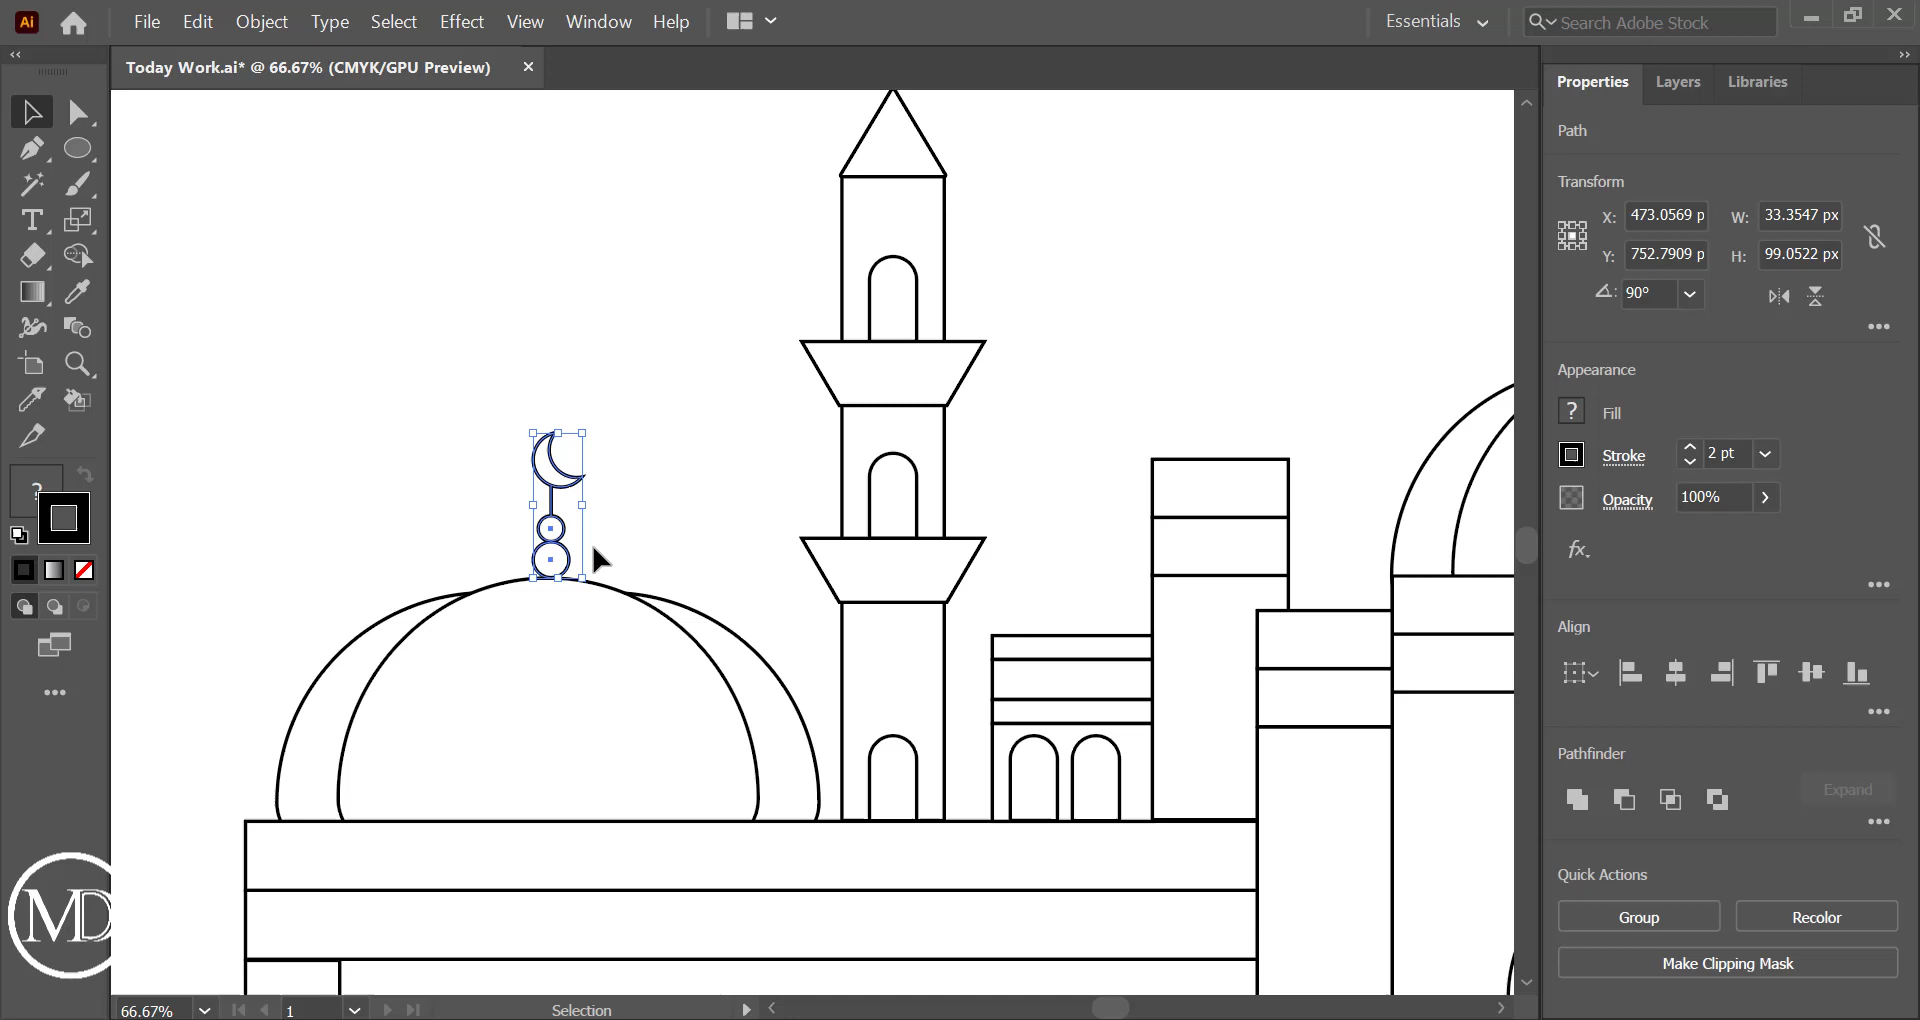 Ai File Edit Object Type Select Effect View Window Help Essentials Search Adobe Stock
Today Work.ai* @ 66.67% (CMYK/GPU Preview)
Properties Layers Libraries
Path
Transform
X: 473.0569 p W: 33.3547 px
Y: 752.7909 p H: 99.0522 px
90°
Appearance
? Fill
Stroke 2 pt
Opacity 100%
fx.
Align
Pathfinder
Expand
Quick Actions
Group Recolor
Make Clipping Mask
T
?
MD
66.67% 1 Selection